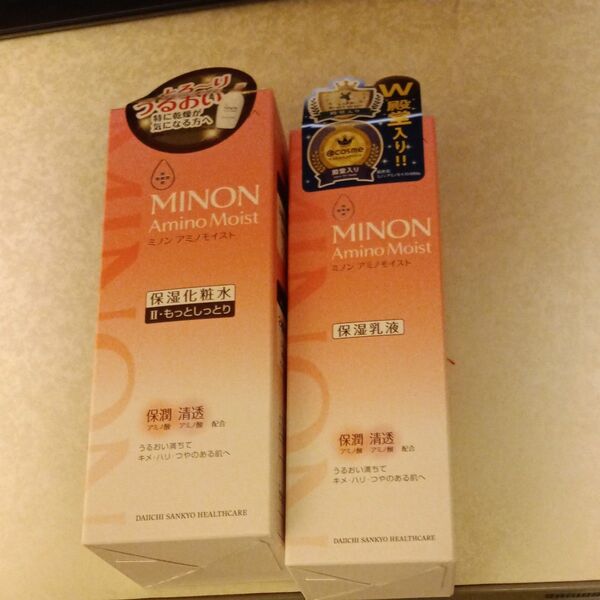 とろ〜り
うるおい
特に乾燥が
気になる方へ
MINON
Amino Moist
ミノン アミノモイスト
保湿化粧水
II・もっとしっとり
保潤 清透
アミノ酸 アミノ酸 配合
うるおい満ちて
キメ・ハリ・つやのある肌へ
DAIICHI SANKYO HEALTHCARE
W
殿堂
入り!!
@cosme
殿堂入り
MINON
Amino Moist
ミノン アミノモイスト
保湿乳液
保潤 清透
アミノ酸 アミノ酸 配合
うるおい満ちて
キメ・ハリ・つやのある肌へ
DAIICHI SANKYO HEALTHCARE